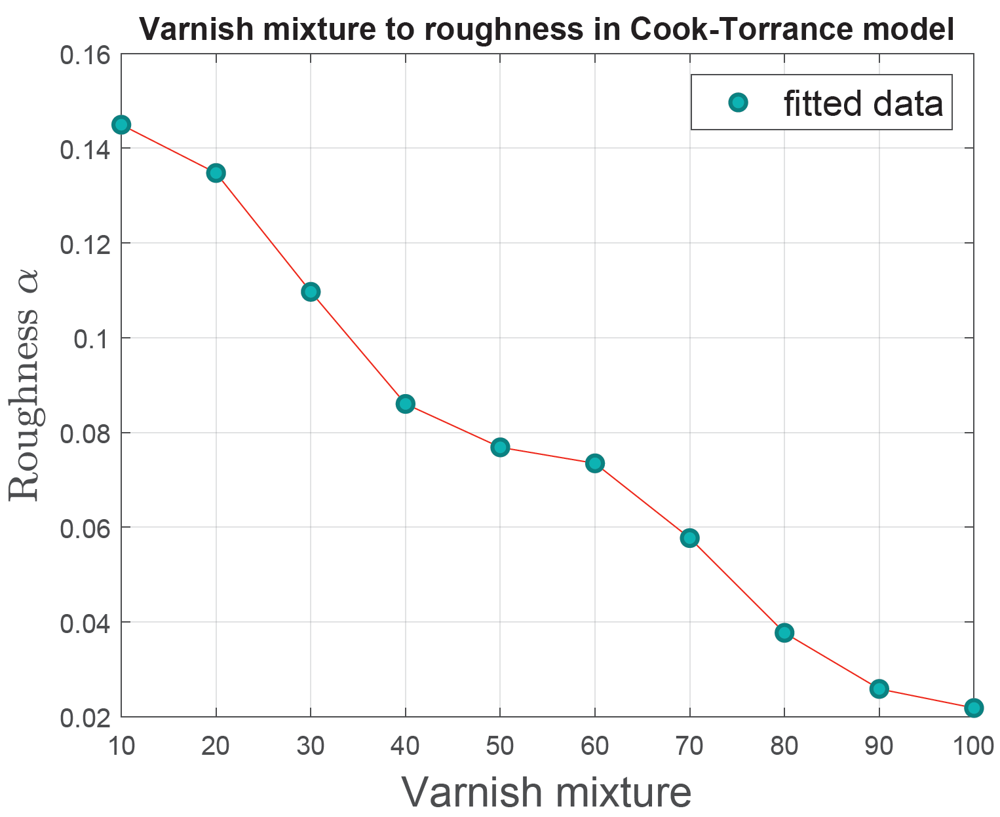 Varnish mixture to roughness in Cook-Torrance model
fitted data
Roughness α
0.16
0.14
0.12
0.1
0.08
0.06
0.04
0.02
10 20 30 40 50 60 70 80 90 100
Varnish mixture